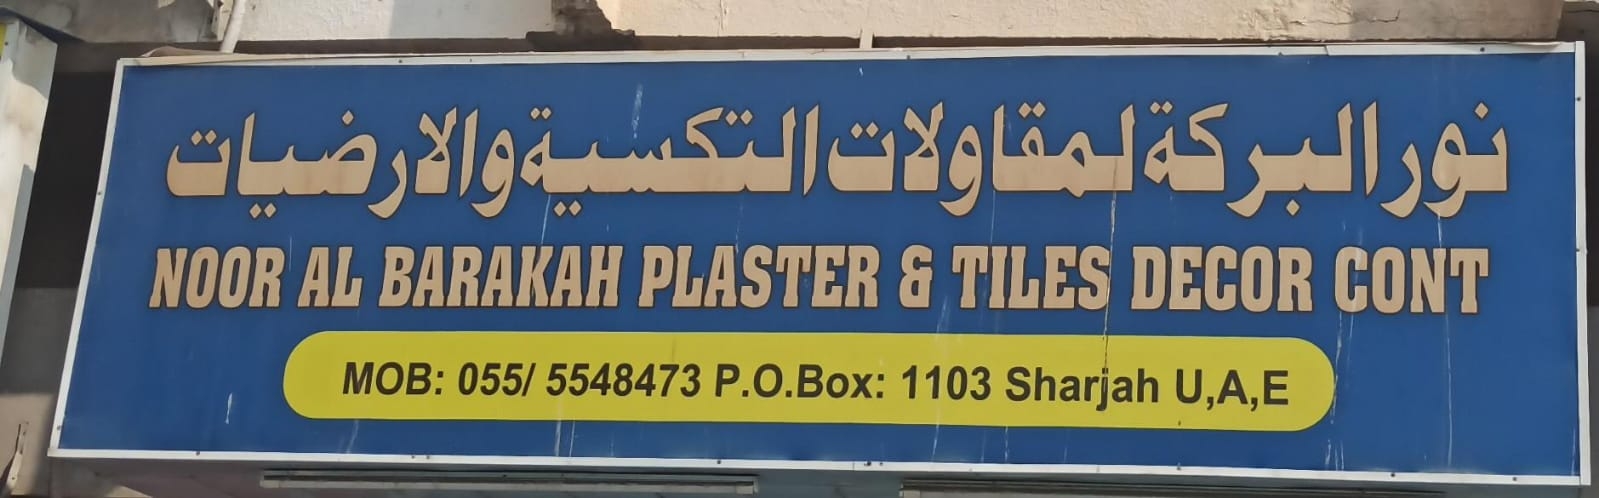 نور البركة لمقاولات التكسية والارضيات
NOOR AL BARAKAH PLASTER & TILES DECOR CONT
MOB: 055/ 5548473 P.O.Box: 1103 Sharjah U,A,E